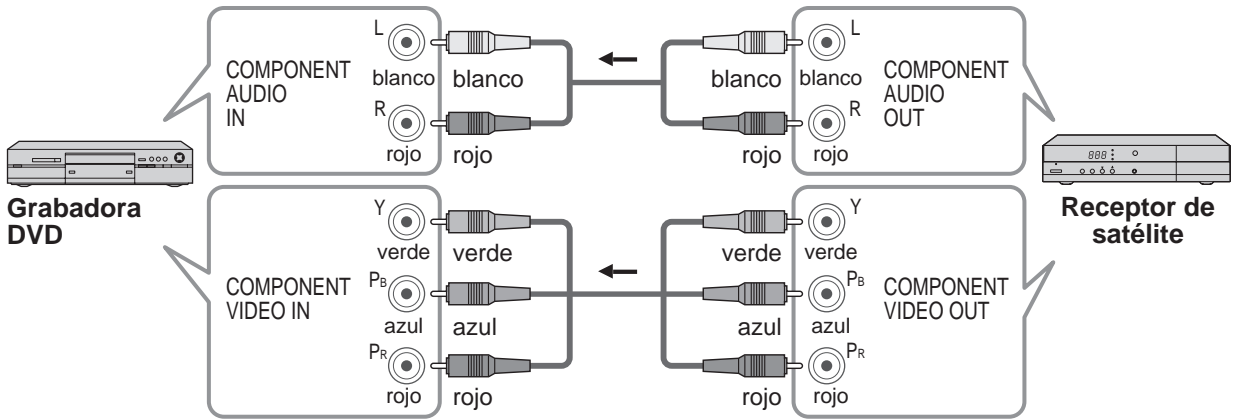 L
blanco
COMPONENT
AUDIO
IN
R
rojo
blanco
rojo
blanco
rojo
L
blanco
R
rojo
COMPONENT
AUDIO
OUT
888
Grabadora
DVD
Receptor de
satélite
COMPONENT
VIDEO IN
Y
verde
PB
azul
PR
rojo
verde
azul
rojo
verde
azul
rojo
Y
verde
PB
azul
PR
rojo
COMPONENT
VIDEO OUT